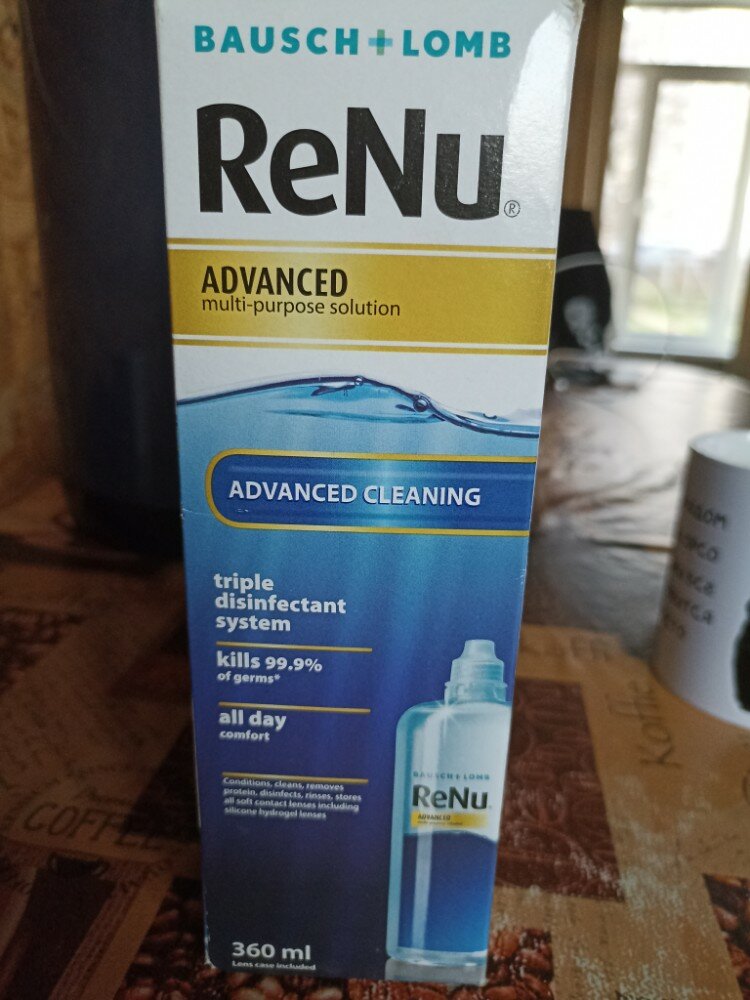 BAUSCH + LOMB
ReNu®
ADVANCED
multi-purpose solution
ADVANCED CLEANING
triple
disinfectant
system
kills 99.9%
of germs*
all day
comfort
Conditions, cleans, removes
protein, disinfects, rinses, stores
all soft contact lenses including
silicone hydrogel lenses
BAUSCH + LOMB
ReNu
ADVANCED
360 ml
Lens case included
COFFEE
Koffie